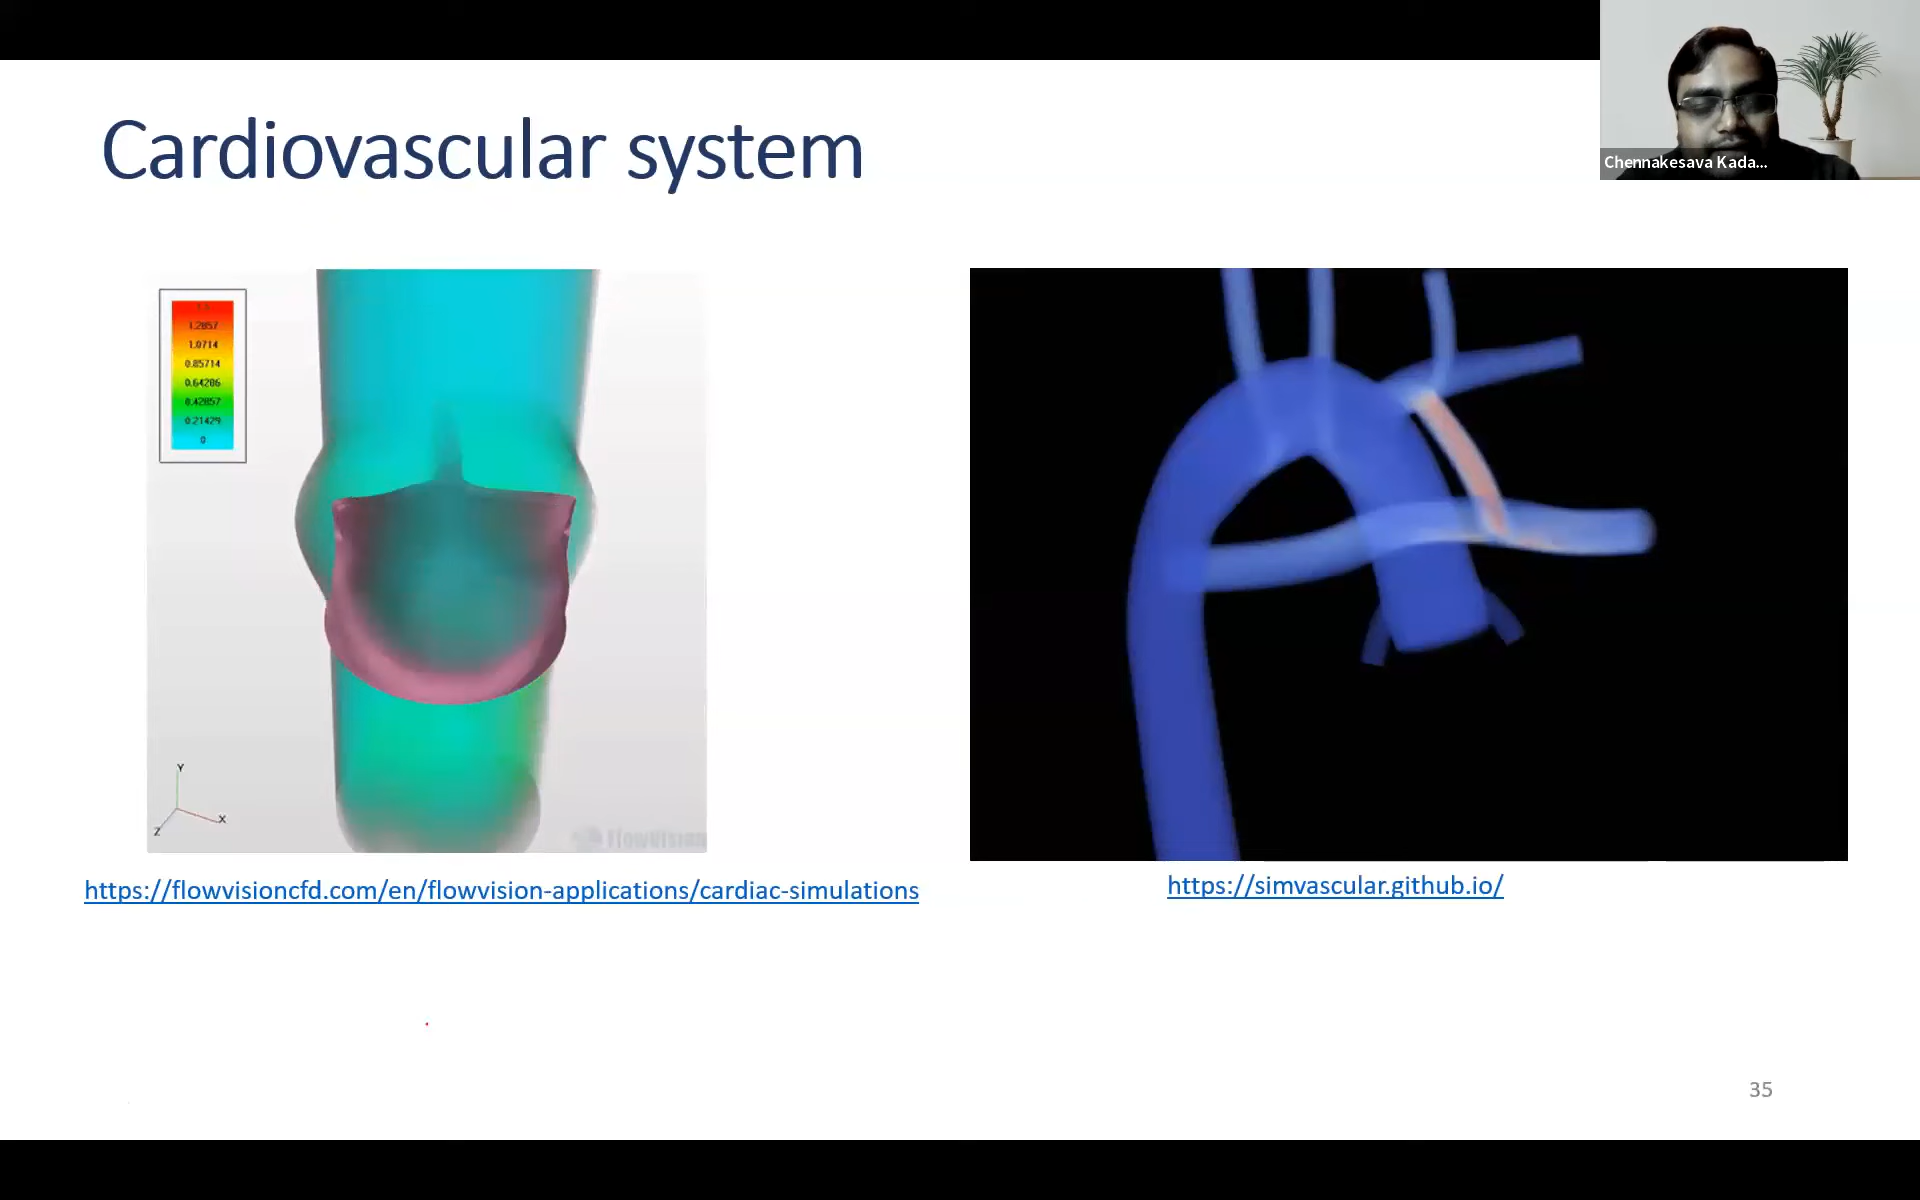 Cardiovascular system
Chennakesava Kada...
1.2857
1.0714
0.85714
0.64286
0.42857
0.21429
0
Y
X
Z
FlowVision
https://flowvisioncfd.com/en/flowvision-applications/cardiac-simulations
https://simvascular.github.io/
35